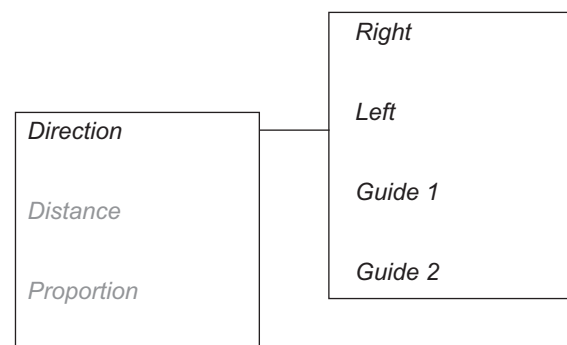 Direction
Distance
Proportion
Right
Left
Guide 1
Guide 2